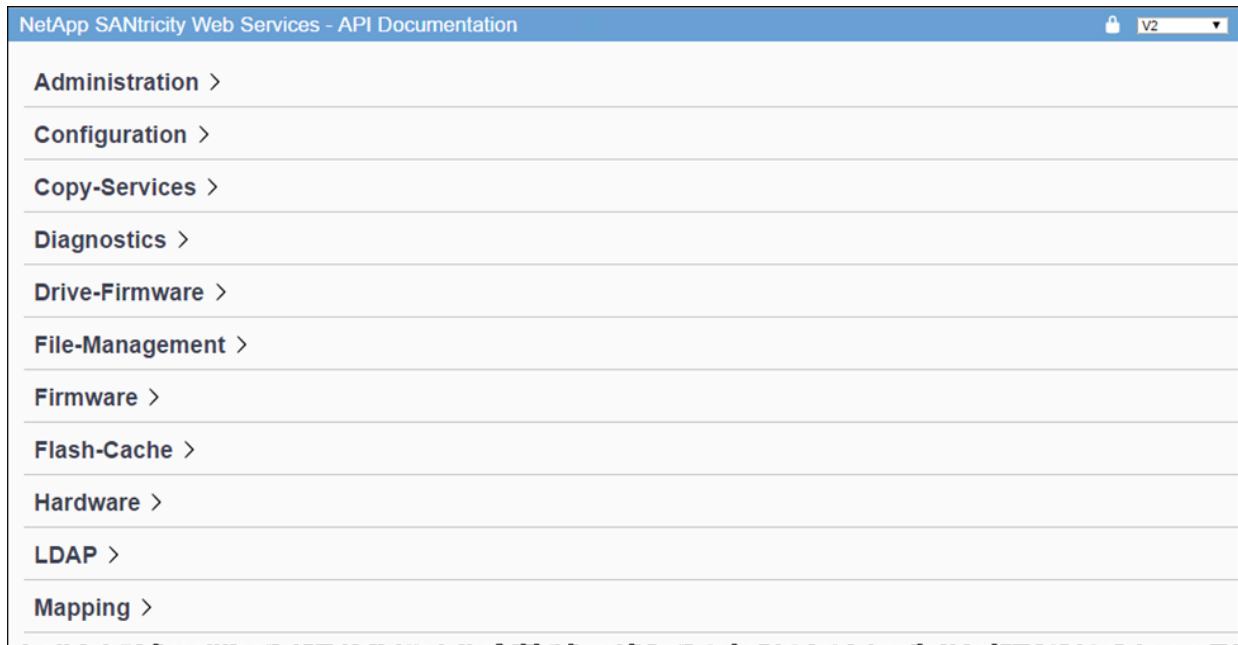 NetApp SANtricity Web Services - API Documentation
V2
Administration >
Configuration >
Copy-Services >
Diagnostics >
Drive-Firmware >
File-Management >
Firmware >
Flash-Cache >
Hardware >
LDAP >
Mapping >